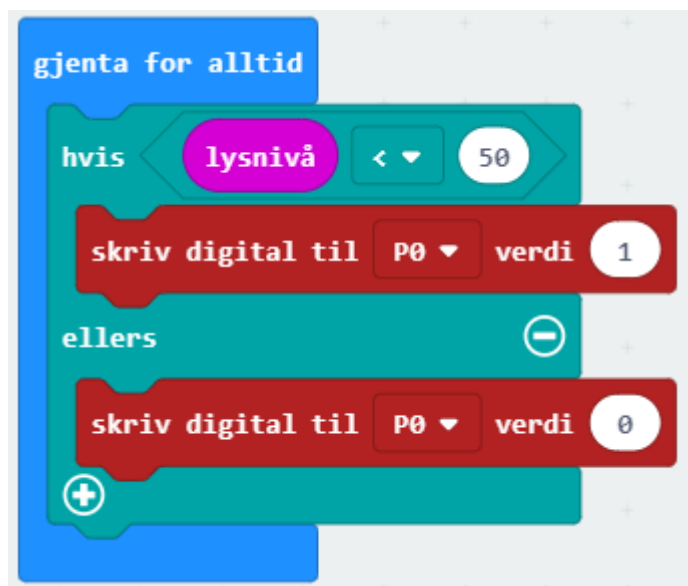 gjenta for alltid
hvis lysnivå < 50
skriv digital til P0 verdi 1
ellers
skriv digital til P0 verdi 0